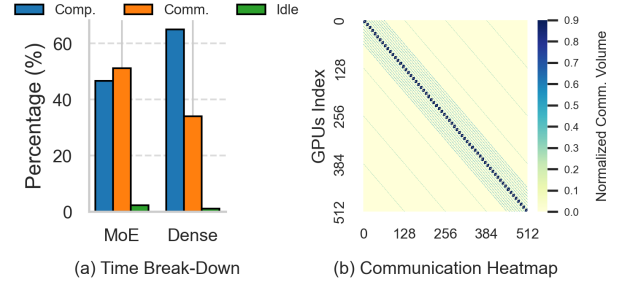 Comp. Comm. Idle
Percentage (%)
60
40
20
0
MoE Dense
(a) Time Break-Down
GPUs Index
0
128
256
384
512
0 128 256 384 512
0.9
0.8
0.7
0.6
0.5
0.4
0.3
0.2
0.1
0.0
Normalized Comm. Volume
(b) Communication Heatmap